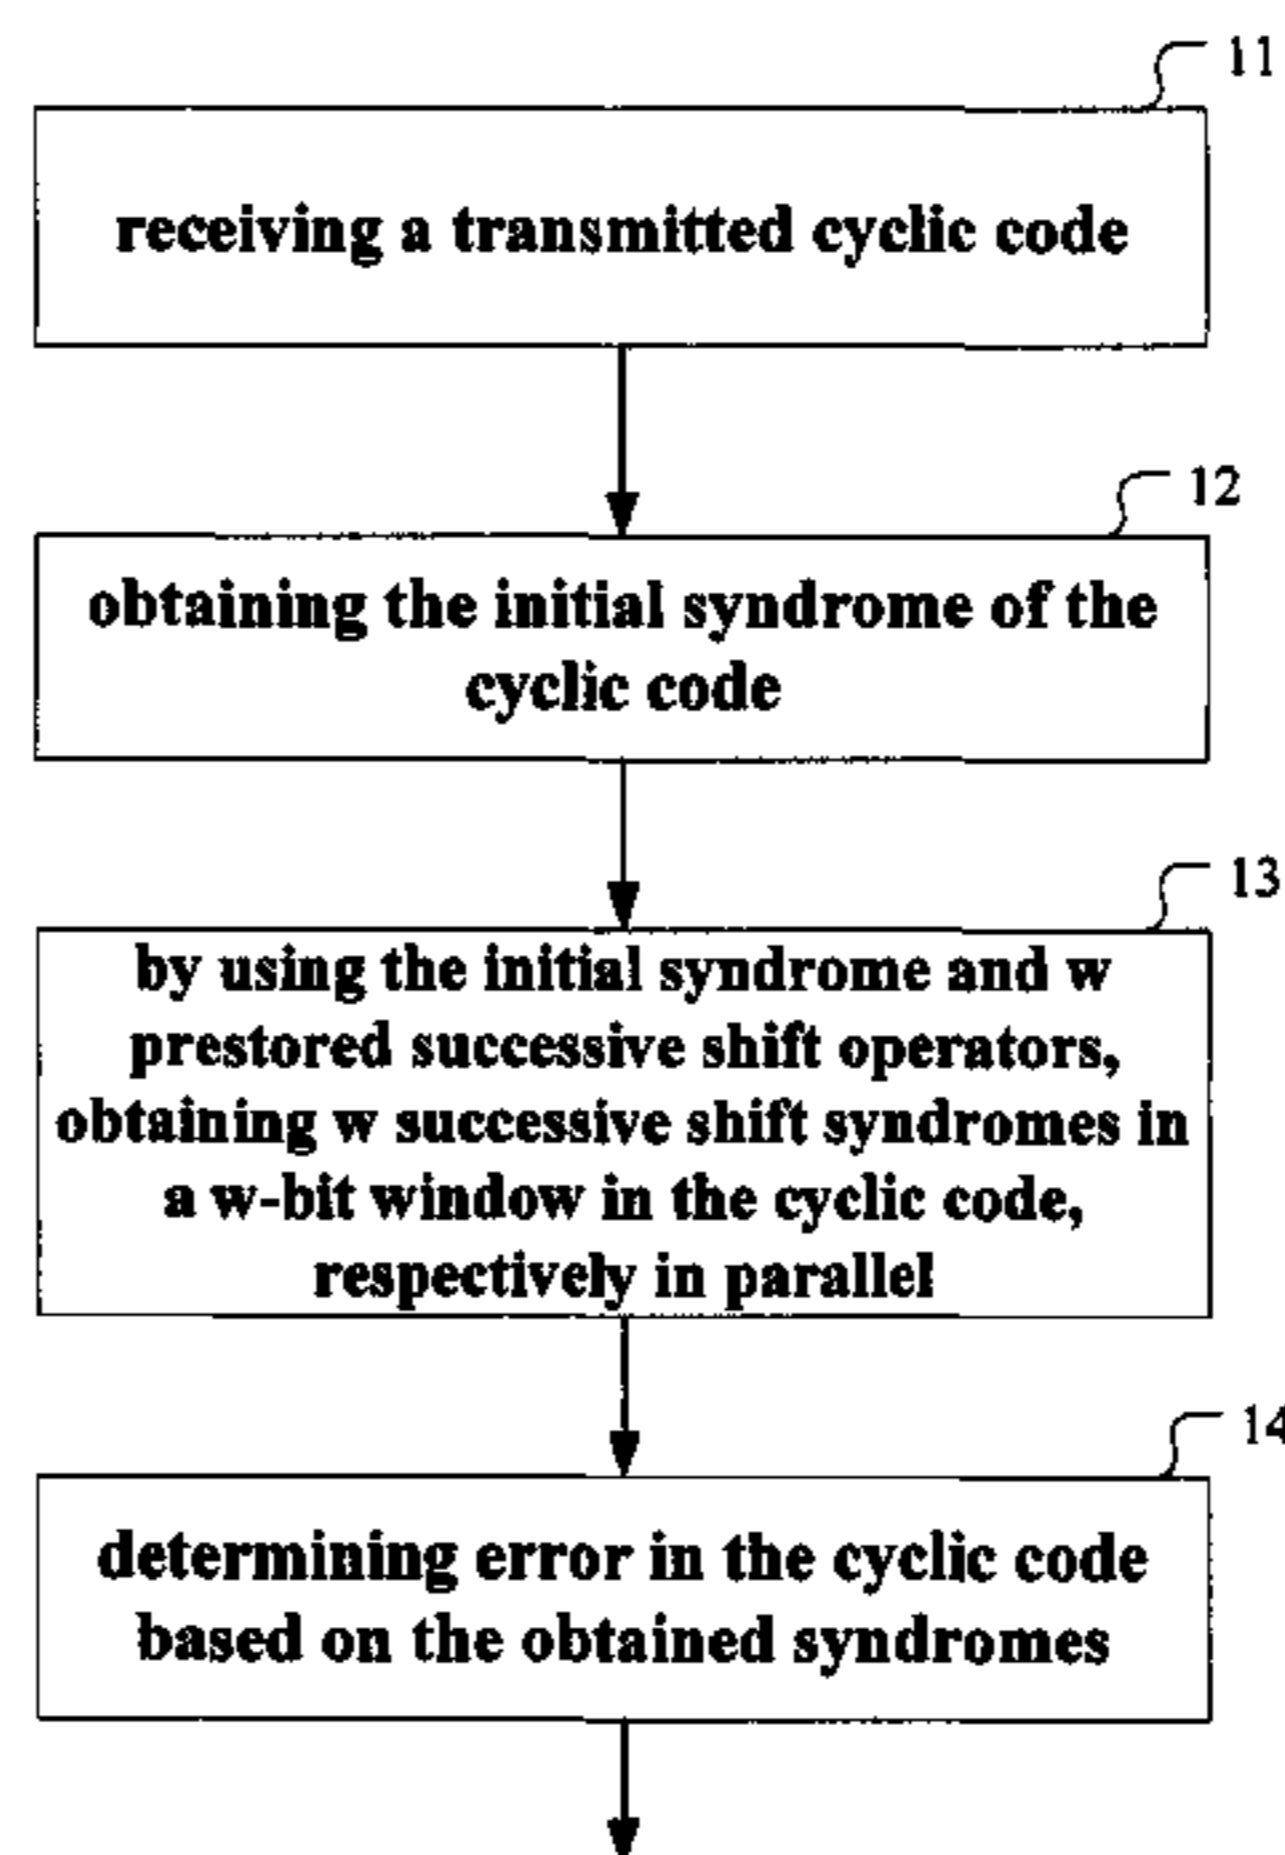 11
receiving a transmitted cyclic code
12
obtaining the initial syndrome of the
cyclic code
13
by using the initial syndrome and w
prestored successive shift operators,
obtaining w successive shift syndromes in
a w-bit window in the cyclic code,
respectively in parallel
14
determining error in the cyclic code
based on the obtained syndromes